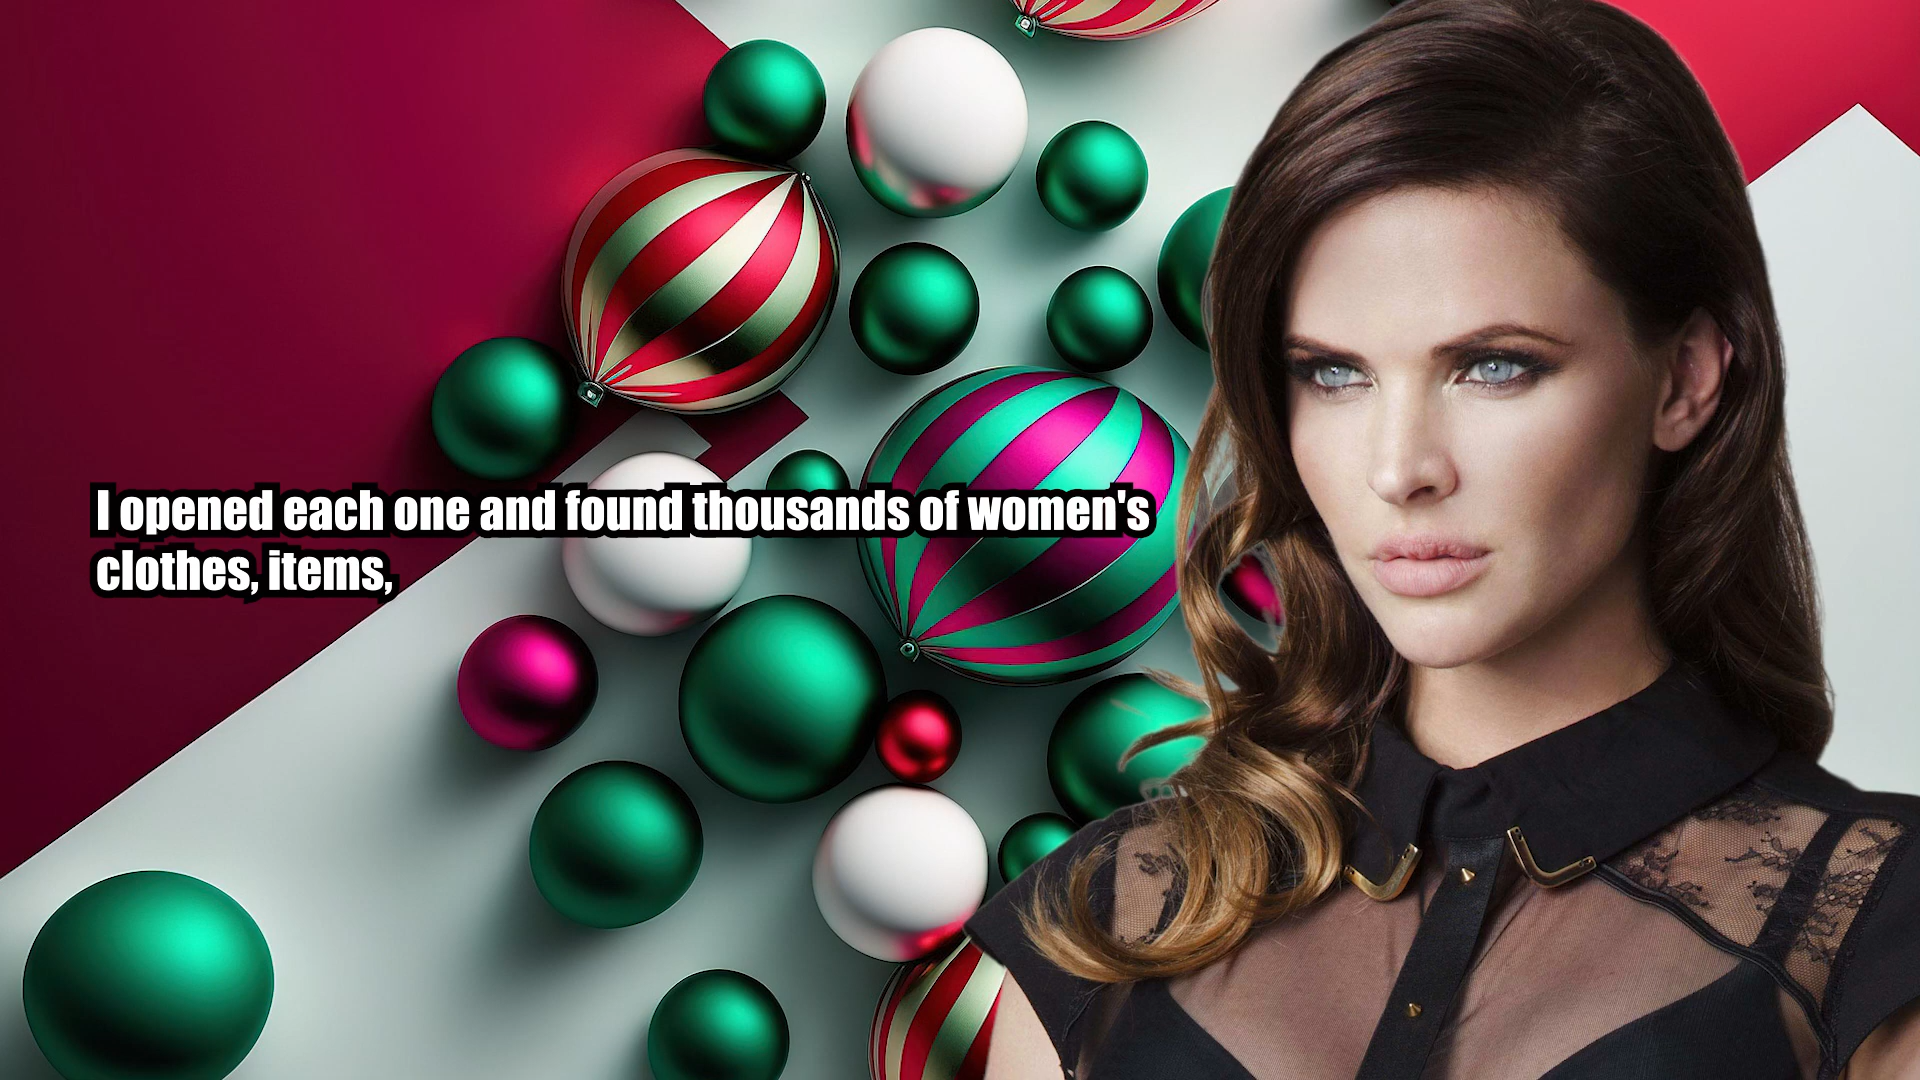 I opened each one and found thousands of women's
clothes, items,